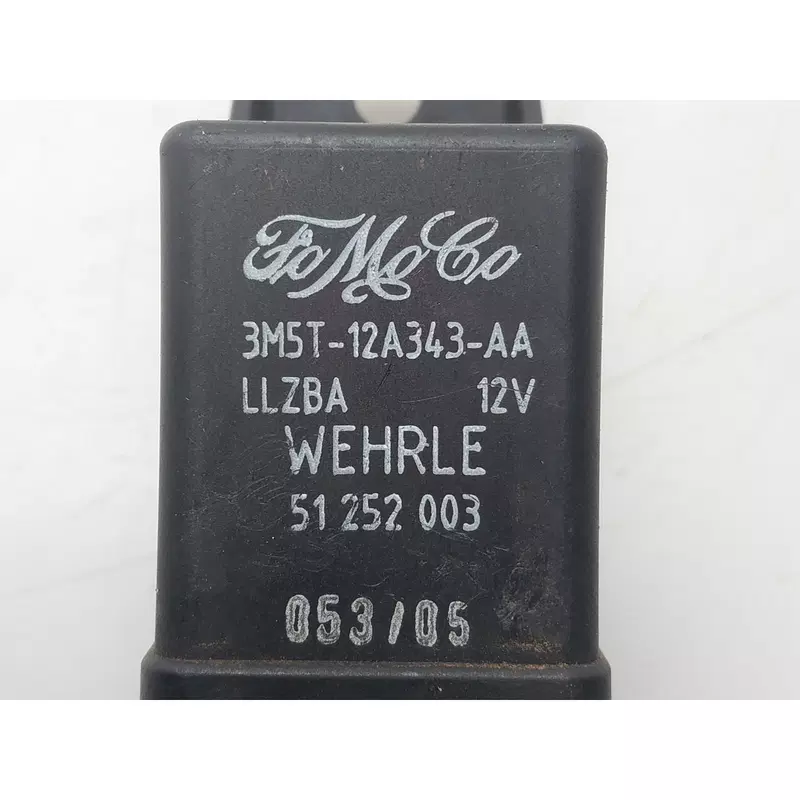 FoMoCo
3M5T-12A343-AA
LLZBA 12V
WEHRLE
51 252 003
053/05